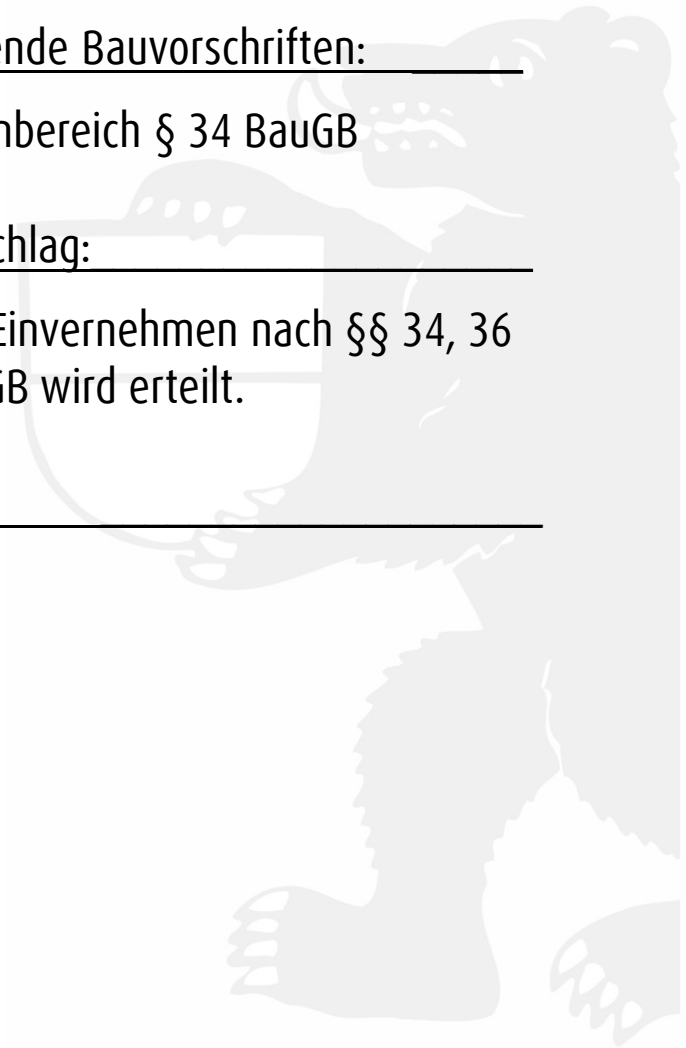 ende Bauvorschriften:
nbereich § 34 BauGB
chlag:
Einvernehmen nach §§ 34, 36
GB wird erteilt.